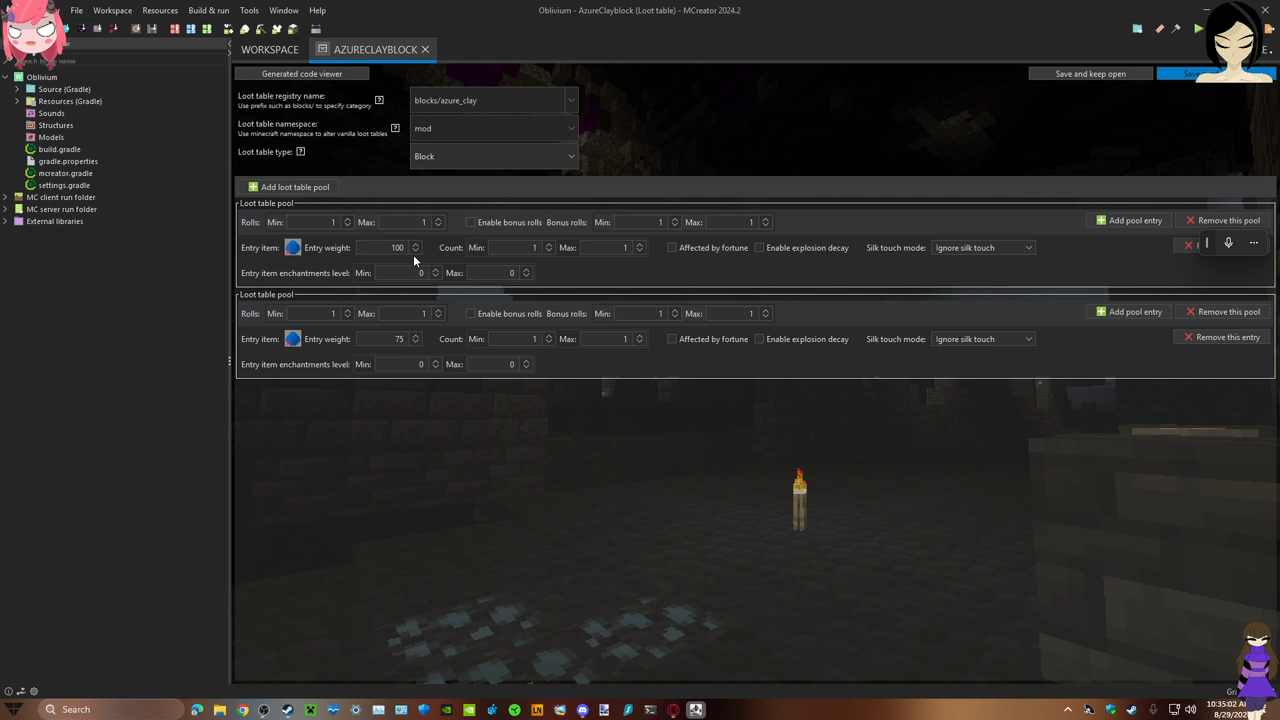 File Workspace Resources Build & run Tools Window Help Oblivium - AzureClayblock (Loot table) - MCreator 2024.2
WORKSPACE AZURECLAYBLOCK
Generated code viewer Save and keep open
Oblivium
Source (Gradle)
Resources (Gradle)
Sounds
Structures
Models
build.gradle
gradle.properties
mcreator.gradle
settings.gradle
MC client run folder
MC server run folder
External libraries
Loot table registry name: blocks/azure_clay
Use prefix such as blocks/ to specify category
Loot table namespace: mod
Use minecraft namespace to alter vanilla loot tables
Loot table type: Block
Add loot table pool
Loot table pool
Rolls: Min: 1 Max: 1 Enable bonus rolls Bonus rolls: Min: 1 Max: 1 Add pool entry Remove this pool
Entry item: Entry weight: 100 Count: Min: 1 Max: 1 Affected by fortune Enable explosion decay Silk touch mode: Ignore silk touch
Entry item enchantments level: Min: 0 Max: 0
Loot table pool
Rolls: Min: 1 Max: 1 Enable bonus rolls Bonus rolls: Min: 1 Max: 1 Add pool entry Remove this pool
Entry item: Entry weight: 75 Count: Min: 1 Max: 1 Affected by fortune Enable explosion decay Silk touch mode: Ignore silk touch Remove this entry
Entry item enchantments level: Min: 0 Max: 0
Search
10:35:02 AM
8/29/202